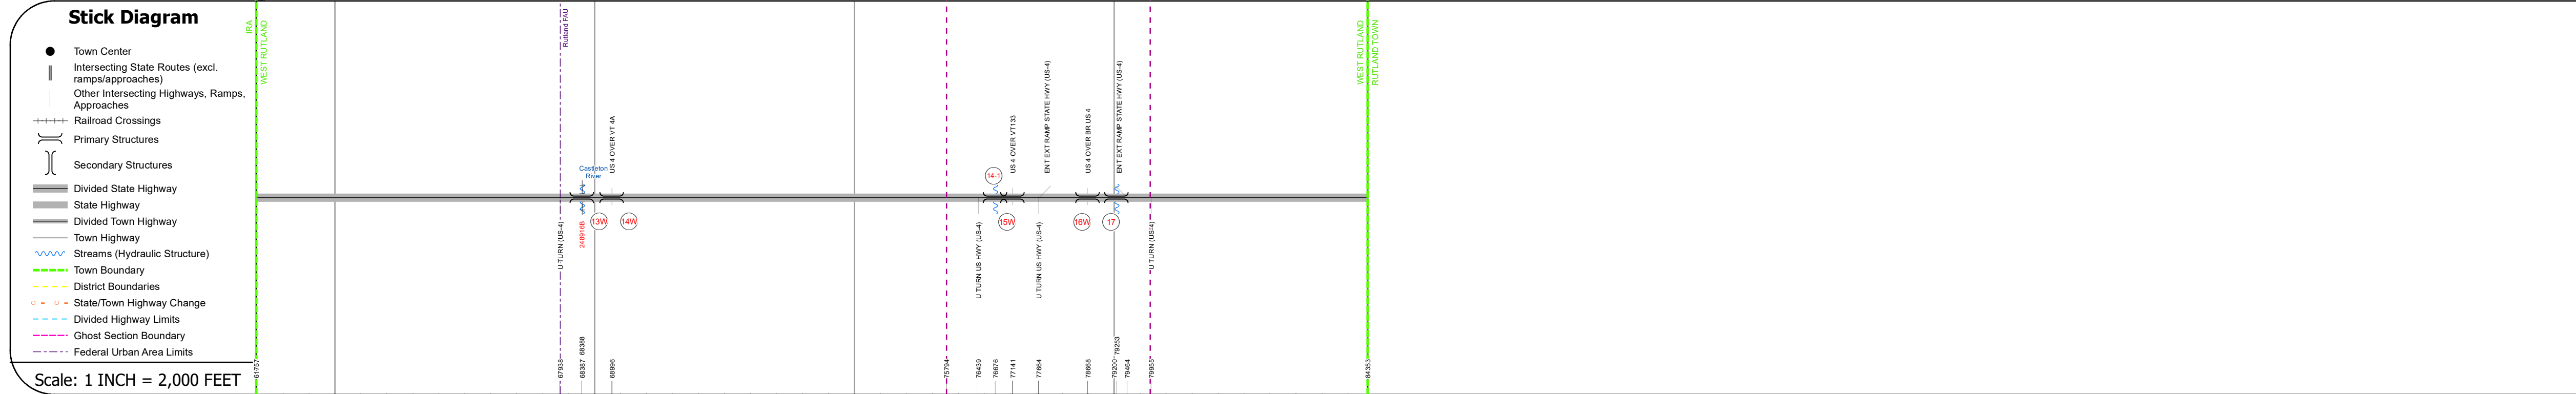 Stick Diagram
Town Center
Intersecting State Routes (excl.
ramps/approaches)
Other Intersecting Highways, Ramps,
Approaches
Railroad Crossings
Primary Structures
Secondary Structures
Divided State Highway
State Highway
Divided Town Highway
Town Highway
Streams (Hydraulic Structure)
Town Boundary
District Boundaries
State/Town Highway Change
Divided Highway Limits
Ghost Section Boundary
Federal Urban Area Limits
Scale: 1 INCH = 2,000 FEET
IRA
WEST RUTLAND
Rutland FAU
Castleton
River
US 4 OVER VT 4A
14-1
US 4 OVER VT133
ENT EXT RAMP STATE HWY (US-4)
US 4 OVER BR US 4
ENT EXT RAMP STATE HWY (US-4)
WEST RUTLAND
RUTLAND TOWN
U TURN (US-4)
248916B
13W
14W
U TURN US HWY (US-4)
15W
U TURN US HWY (US-4)
16W
17
U TURN (US-4)
61757
67938
68387
68388
68996
75794
76439
76676
77141
77664
78668
79200
79253
79464
79955
84353